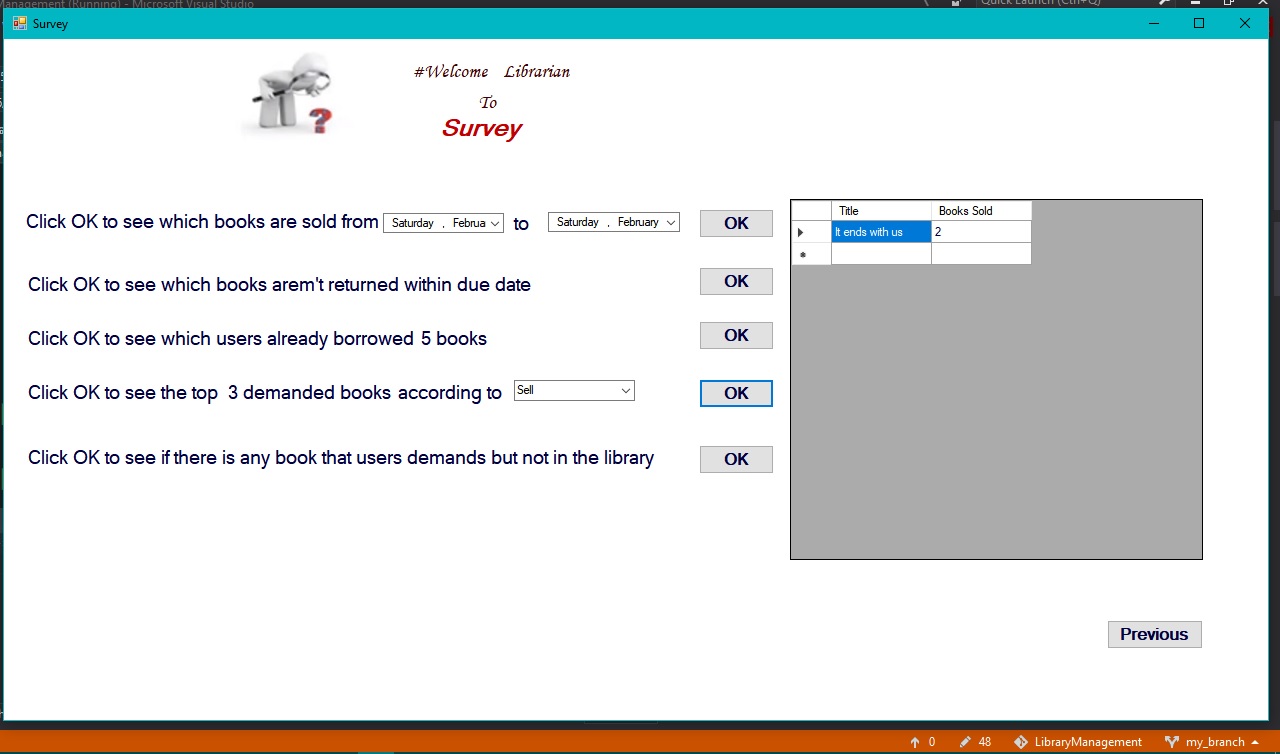 Management (Running) - Microsoft Visual Studio
Quick Launch (Ctrl+Q)
Survey
#Welcome Librarian
To
Survey
Click OK to see which books are sold from Saturday , Februa to Saturday , February OK
Click OK to see which books arem't returned within due date OK
Click OK to see which users already borrowed 5 books OK
Click OK to see the top 3 demanded books according to Sell OK
Click OK to see if there is any book that users demands but not in the library OK
Title Books Sold
It ends with us 2
Previous
0 48 LibraryManagement my_branch